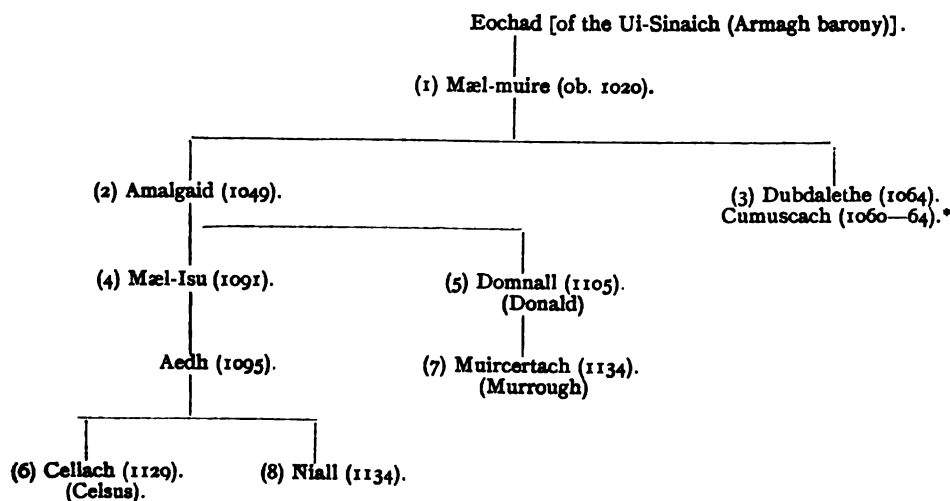 Eochad [of the Ui-Sinaich (Armagh barony)].
(1) Mæl-muire (ob. 1020).
(2) Amalgaid (1049).
(3) Dubdalethe (1064).
Cumuscach (1060—64).*
(4) Mæl-Isu (1091).
(5) Domnall (1105).
(Donald)
Aedh (1095).
(7) Muircertach (1134).
(Murrough)
(6) Cellach (1129).
(Celsus).
(8) Niall (1134).